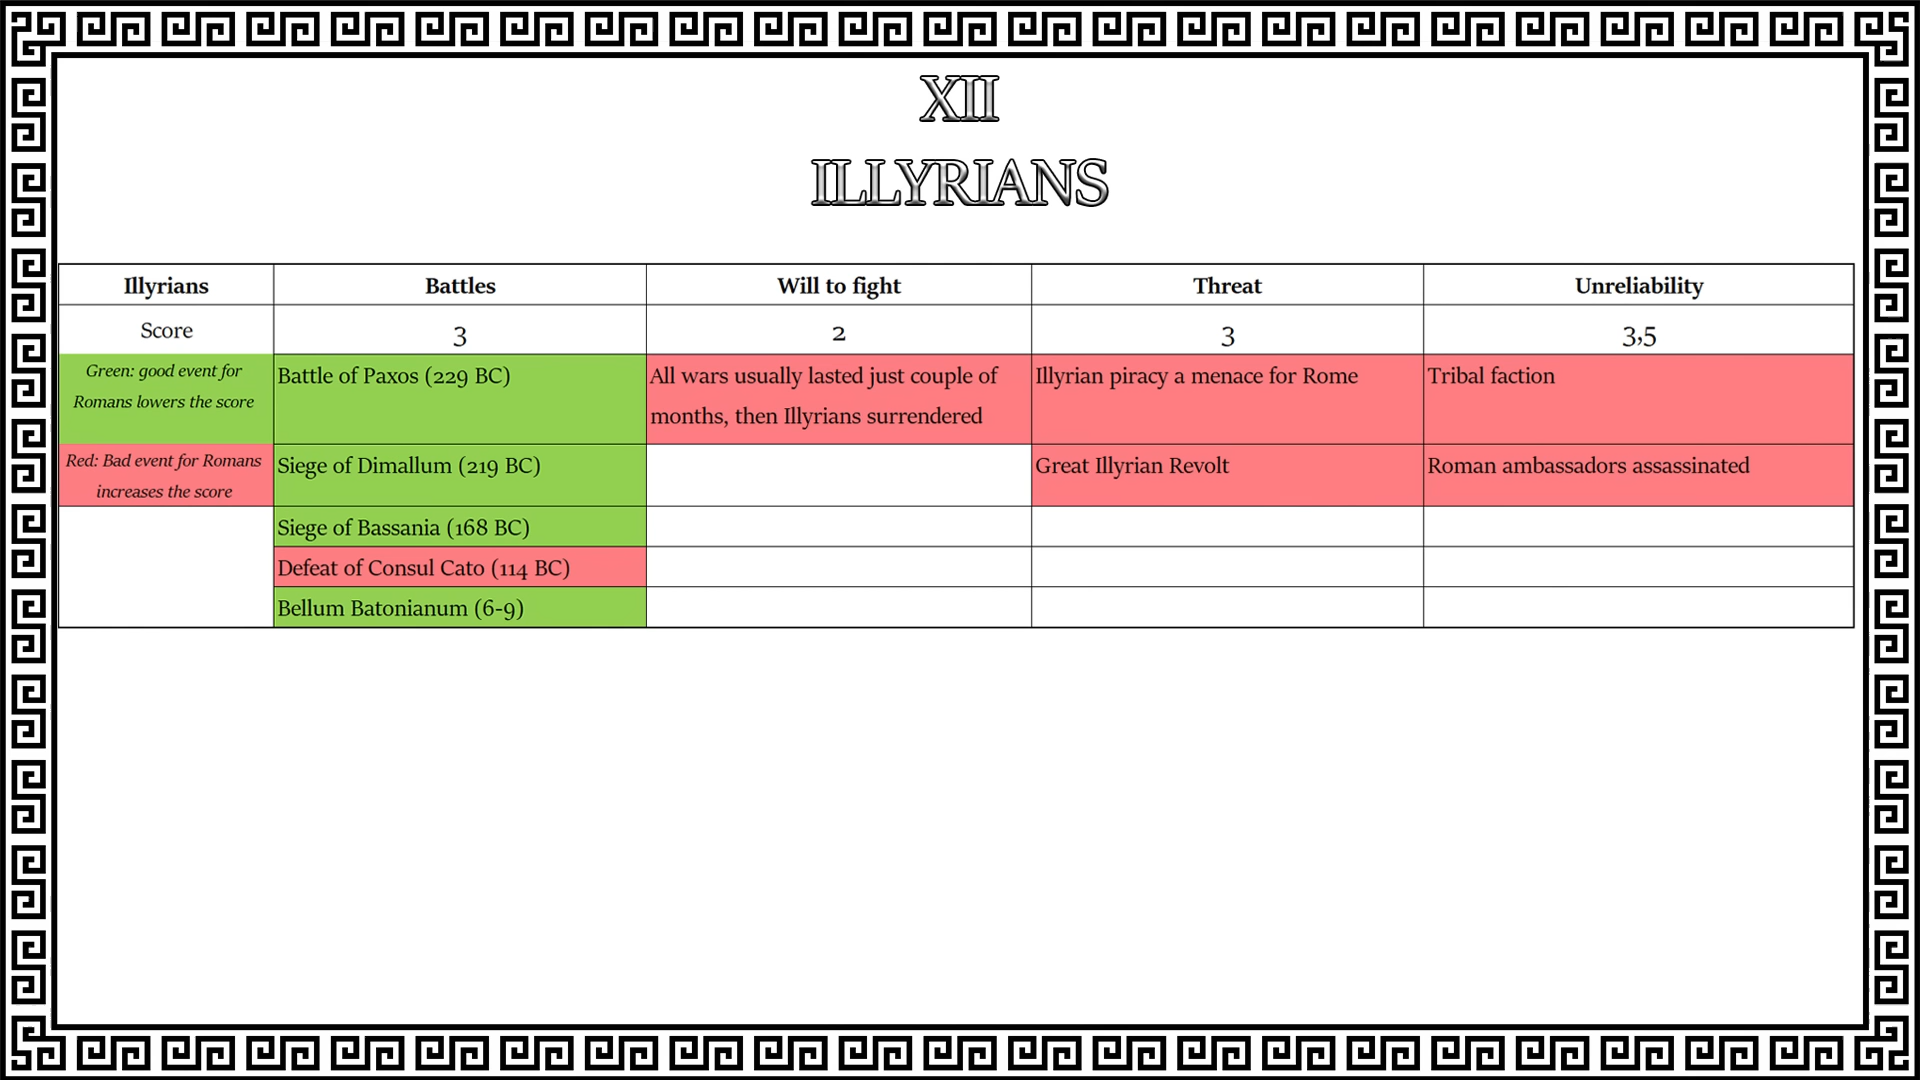 XII
ILLYRIANS
Illyrians Battles Will to fight Threat Unreliability
Score 3 2 3 3,5
Green: good event for
Romans lowers the score
Battle of Paxos (229 BC)
All wars usually lasted just couple of
months, then Illyrians surrendered
Illyrian piracy a menace for Rome
Tribal faction
Red: Bad event for Romans
increases the score
Siege of Dimallum (219 BC)
Great Illyrian Revolt
Roman ambassadors assassinated
Siege of Bassania (168 BC)
Defeat of Consul Cato (114 BC)
Bellum Batonianum (6-9)